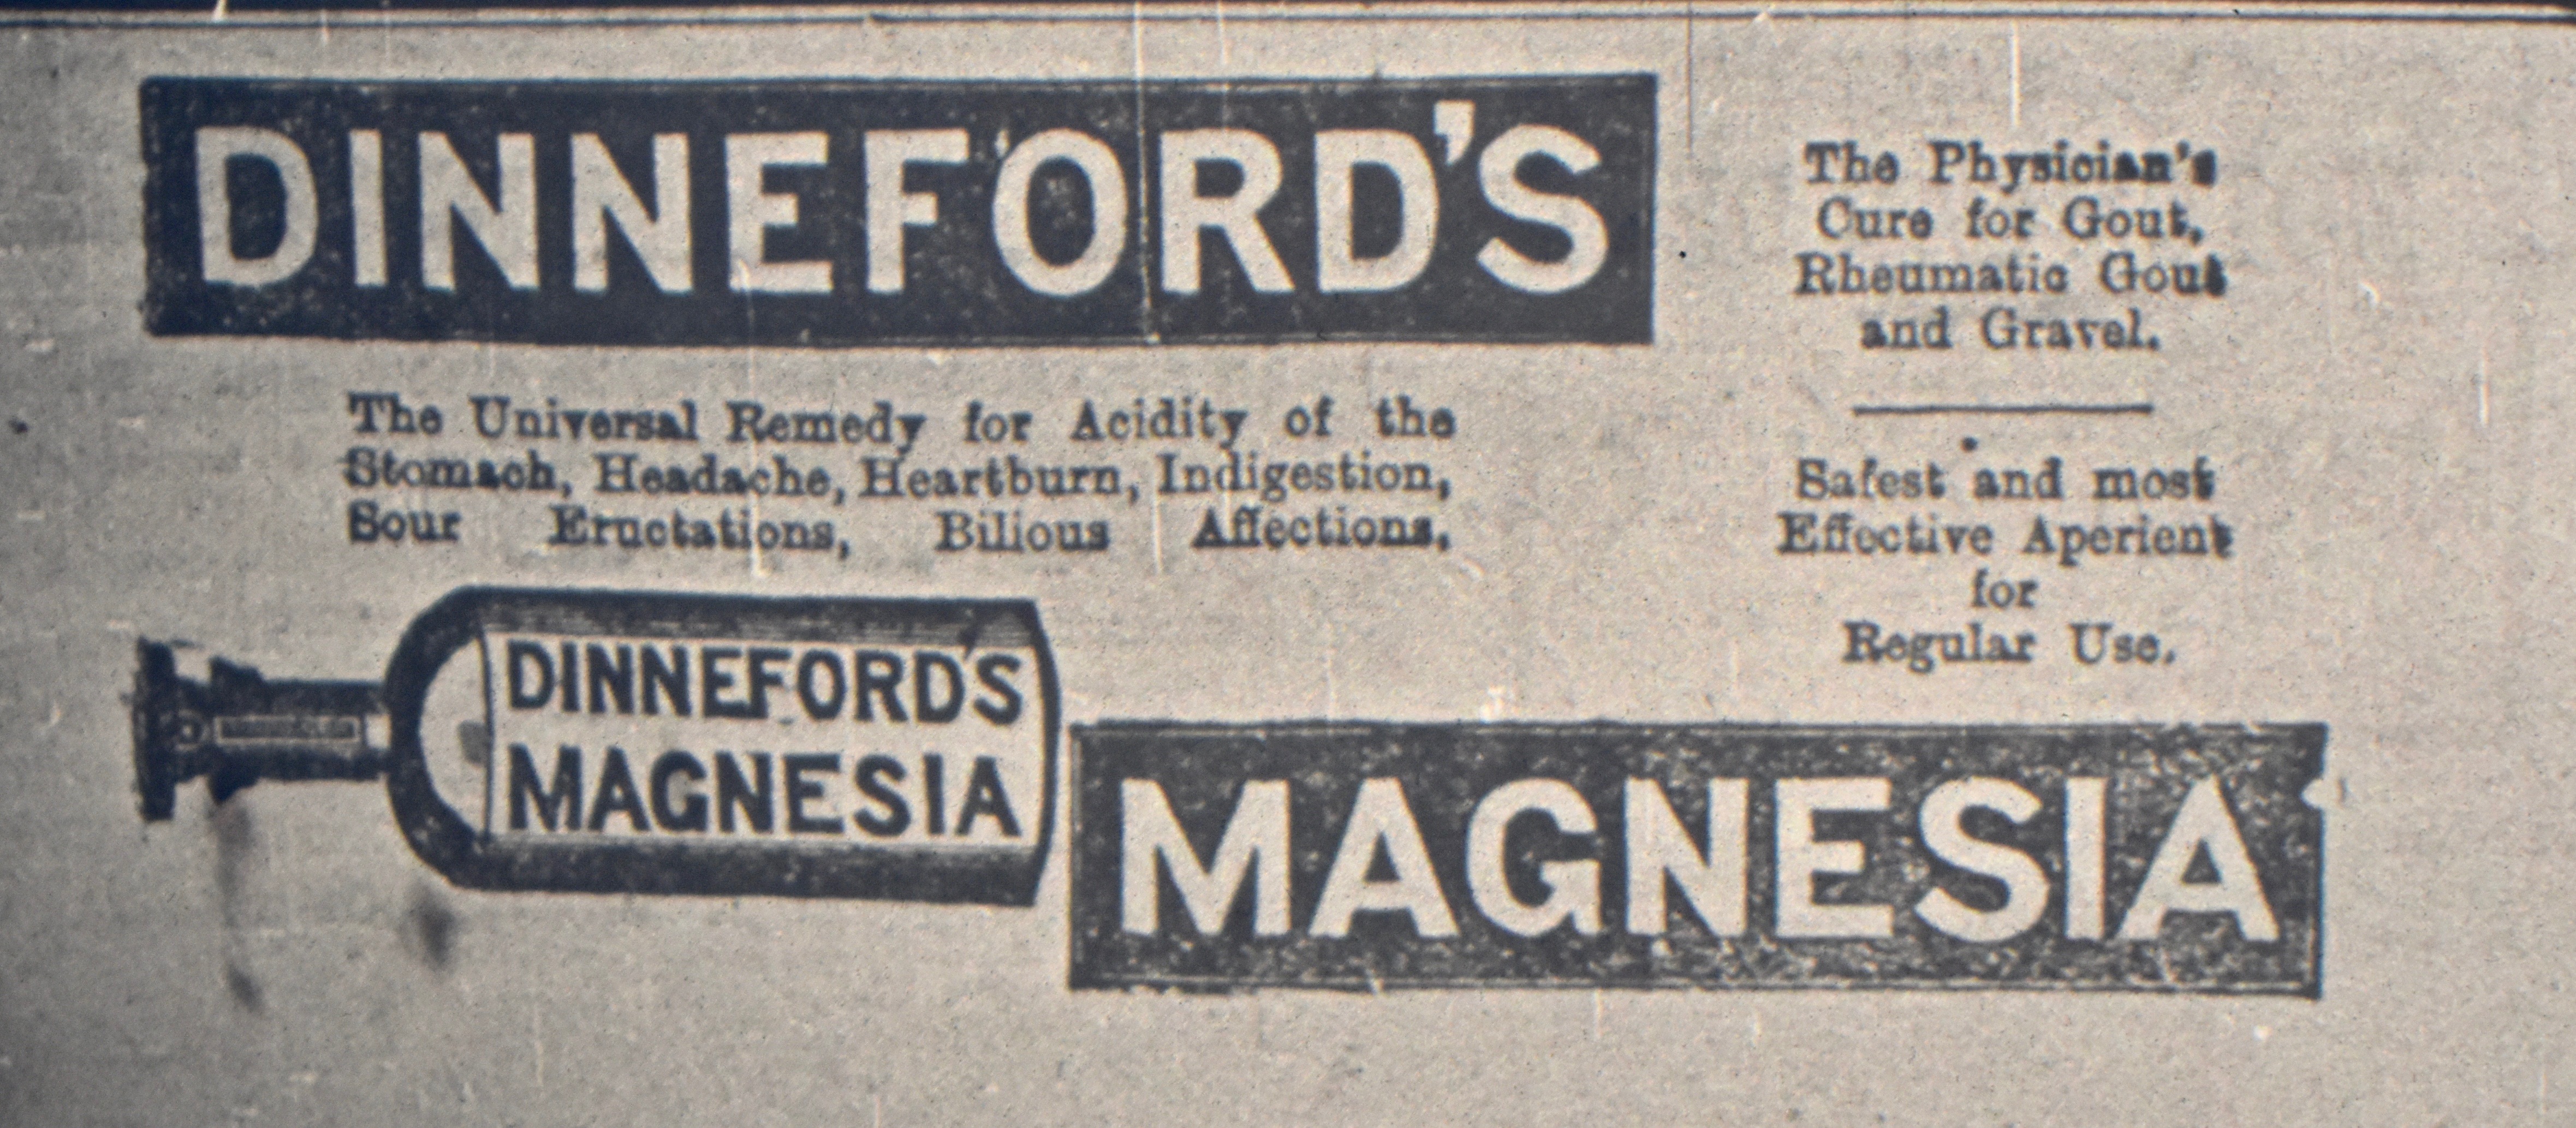 DINNEFORD'S
The Physician's
Cure for Gout,
Rheumatic Gout
and Gravel.
The Universal Remedy for Acidity of the
Stomach, Headache, Heartburn, Indigestion,
Sour Eructations, Bilious Affections.
Safest and most
Effective Aperient
for
Regular Use.
DINNEFORD'S
MAGNESIA
MAGNESIA